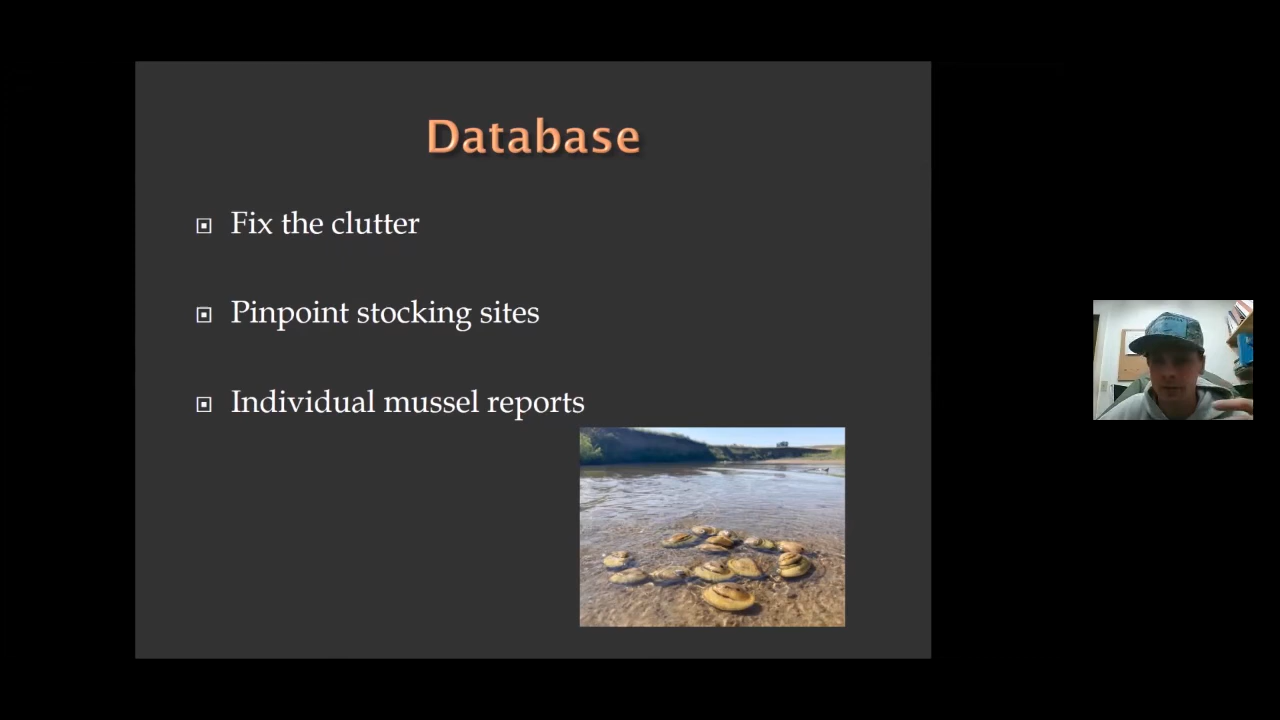 Database
Fix the clutter
Pinpoint stocking sites
Individual mussel reports